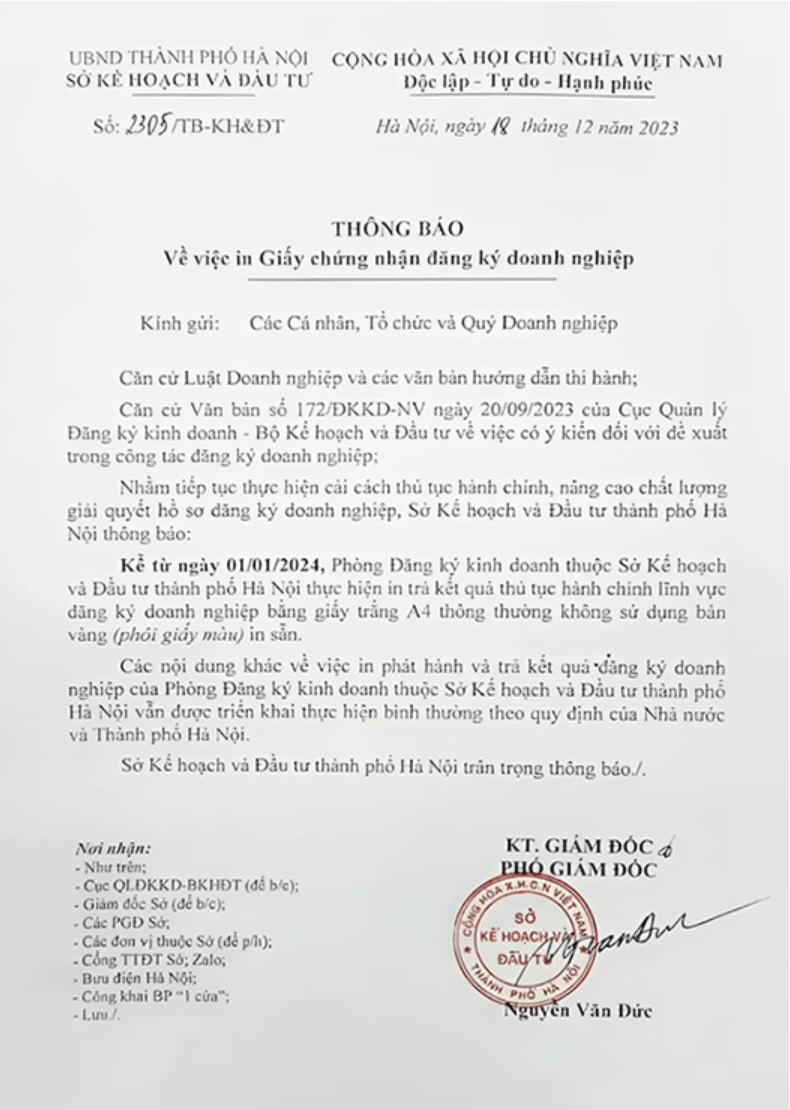 UBND THÀNH PHỐ HÀ NỘI
SỞ KẾ HOẠCH VÀ ĐẦU TƯ
CỘNG HÒA XÃ HỘI CHỦ NGHĨA VIỆT NAM
Độc lập - Tự do - Hạnh phúc
Số: 2305/TB-KH&ĐT
Hà Nội, ngày 18 tháng 12 năm 2023
THÔNG BÁO
Về việc in Giấy chứng nhận đăng ký doanh nghiệp
Kính gửi: Các Cá nhân, Tổ chức và Quý Doanh nghiệp
Căn cứ Luật Doanh nghiệp và các văn bản hướng dẫn thi hành;
Căn cứ Văn bản số 172/ĐKKD-NV ngày 20/09/2023 của Cục Quản lý
Đăng ký kinh doanh - Bộ Kế hoạch và Đầu tư về việc có ý kiến đối với đề xuất
trong công tác đăng ký doanh nghiệp;
Nhằm tiếp tục thực hiện cải cách thủ tục hành chính, nâng cao chất lượng
giải quyết hồ sơ đăng ký doanh nghiệp, Sở Kế hoạch và Đầu tư thành phố Hà
Nội thông báo:
Kể từ ngày 01/01/2024, Phòng Đăng ký kinh doanh thuộc Sở Kế hoạch
và Đầu tư thành phố Hà Nội thực hiện in trả kết quả thủ tục hành chính lĩnh vực
đăng ký doanh nghiệp bằng giấy trắng A4 thông thường không sử dụng bản
vàng (phôi giấy màu) in sẵn.
Các nội dung khác về việc in phát hành và trả kết quả đăng ký doanh
nghiệp của Phòng Đăng ký kinh doanh thuộc Sở Kế hoạch và Đầu tư thành phố
Hà Nội vẫn được triển khai thực hiện bình thường theo quy định của Nhà nước
và Thành phố Hà Nội.
Sở Kế hoạch và Đầu tư thành phố Hà Nội trân trọng thông báo./.
Nơi nhận:
- Như trên;
- Cục QLĐKKD-BKHĐT (để b/c);
- Giám đốc Sở (để b/c);
- Các PGĐ Sở;
- Các đơn vị thuộc Sở (để p/h);
- Cổng TTĐT Sở; Zalo;
- Bưu điện Hà Nội;
- Công khai BP "1 cửa";
- Lưu./.
KT. GIÁM ĐỐC
PHÓ GIÁM ĐỐC
CỘNG HÒA X.H.C.N VIỆT NAM
SỞ
KẾ HOẠCH VÀ
ĐẦU TƯ
THÀNH PHỐ HÀ NỘI
Nguyễn Văn Đức